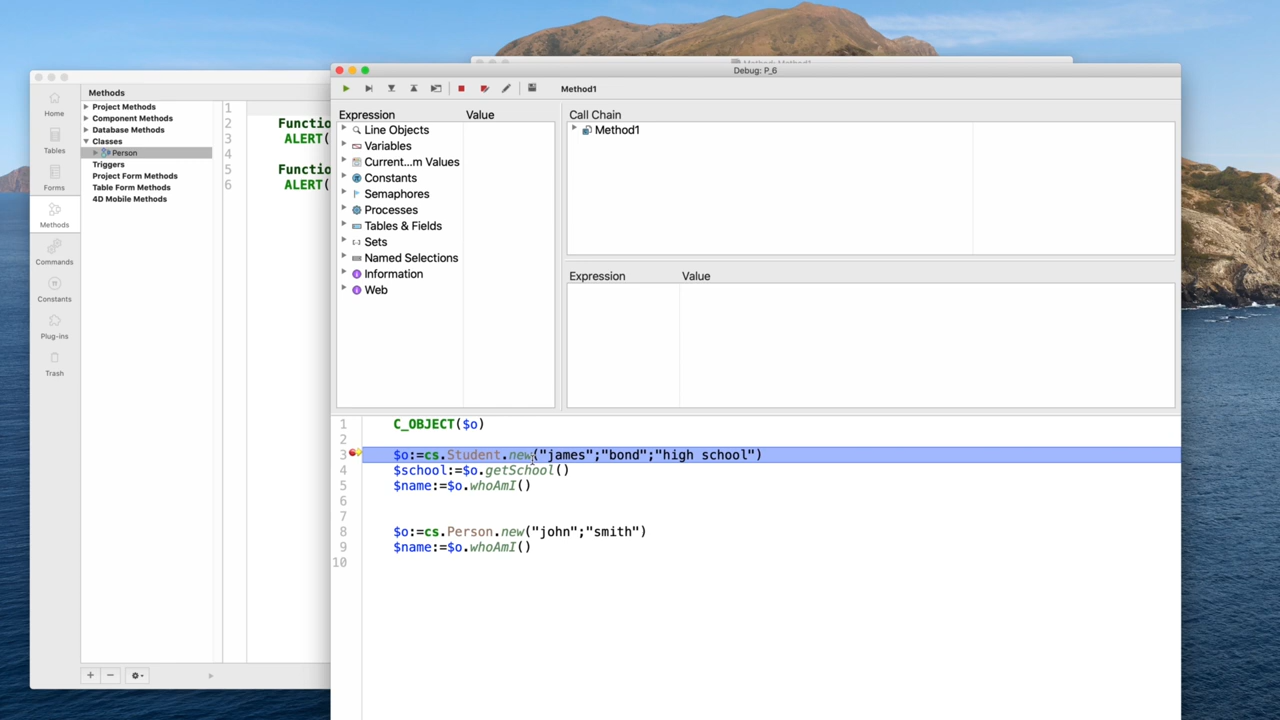 Debug: P_6
Method1
Methods
Home
Tables
Forms
Methods
Commands
Constants
Plug-ins
Trash
Project Methods
Component Methods
Database Methods
Classes
Person
Triggers
Project Form Methods
Table Form Methods
4D Mobile Methods
1
2 Functio
3 ALERT(
4
5 Functio
6 ALERT(
Expression Value
Line Objects
Variables
Current...m Values
Constants
Semaphores
Processes
Tables & Fields
Sets
Named Selections
Information
Web
Call Chain
Method1
Expression Value
1 C_OBJECT($o)
2
3 $o:=cs.Student.new("james";"bond";"high school")
4 $school:=$o.getSchool()
5 $name:=$o.whoAmI()
6
7
8 $o:=cs.Person.new("john";"smith")
9 $name:=$o.whoAmI()
10